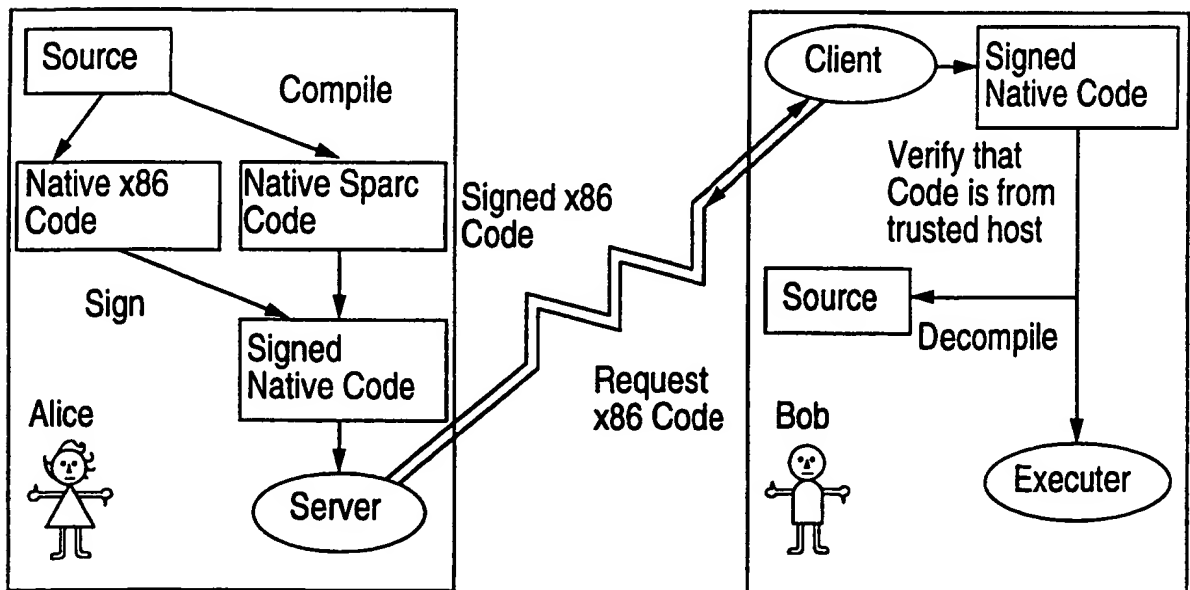 Source
Compile
Native x86
Code
Native Sparc
Code
Sign
Signed
Native Code
Alice
Server
Signed x86
Code
Request
x86 Code
Client
Signed
Native Code
Verify that
Code is from
trusted host
Source
Decompile
Bob
Executer